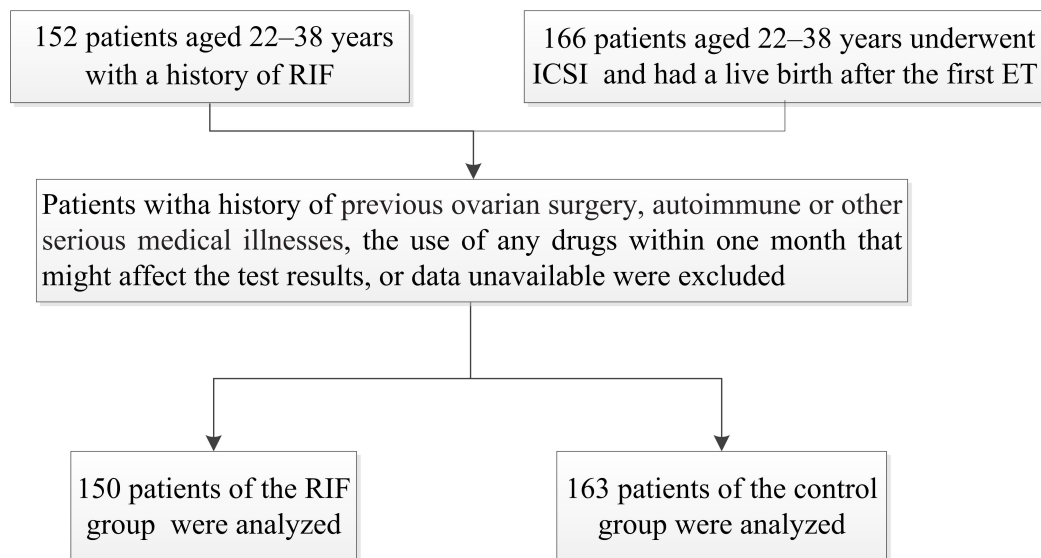 152 patients aged 22–38 years
with a history of RIF
166 patients aged 22–38 years underwent
ICSI and had a live birth after the first ET
Patients witha history of previous ovarian surgery, autoimmune or other
serious medical illnesses, the use of any drugs within one month that
might affect the test results, or data unavailable were excluded
150 patients of the RIF
group were analyzed
163 patients of the control
group were analyzed